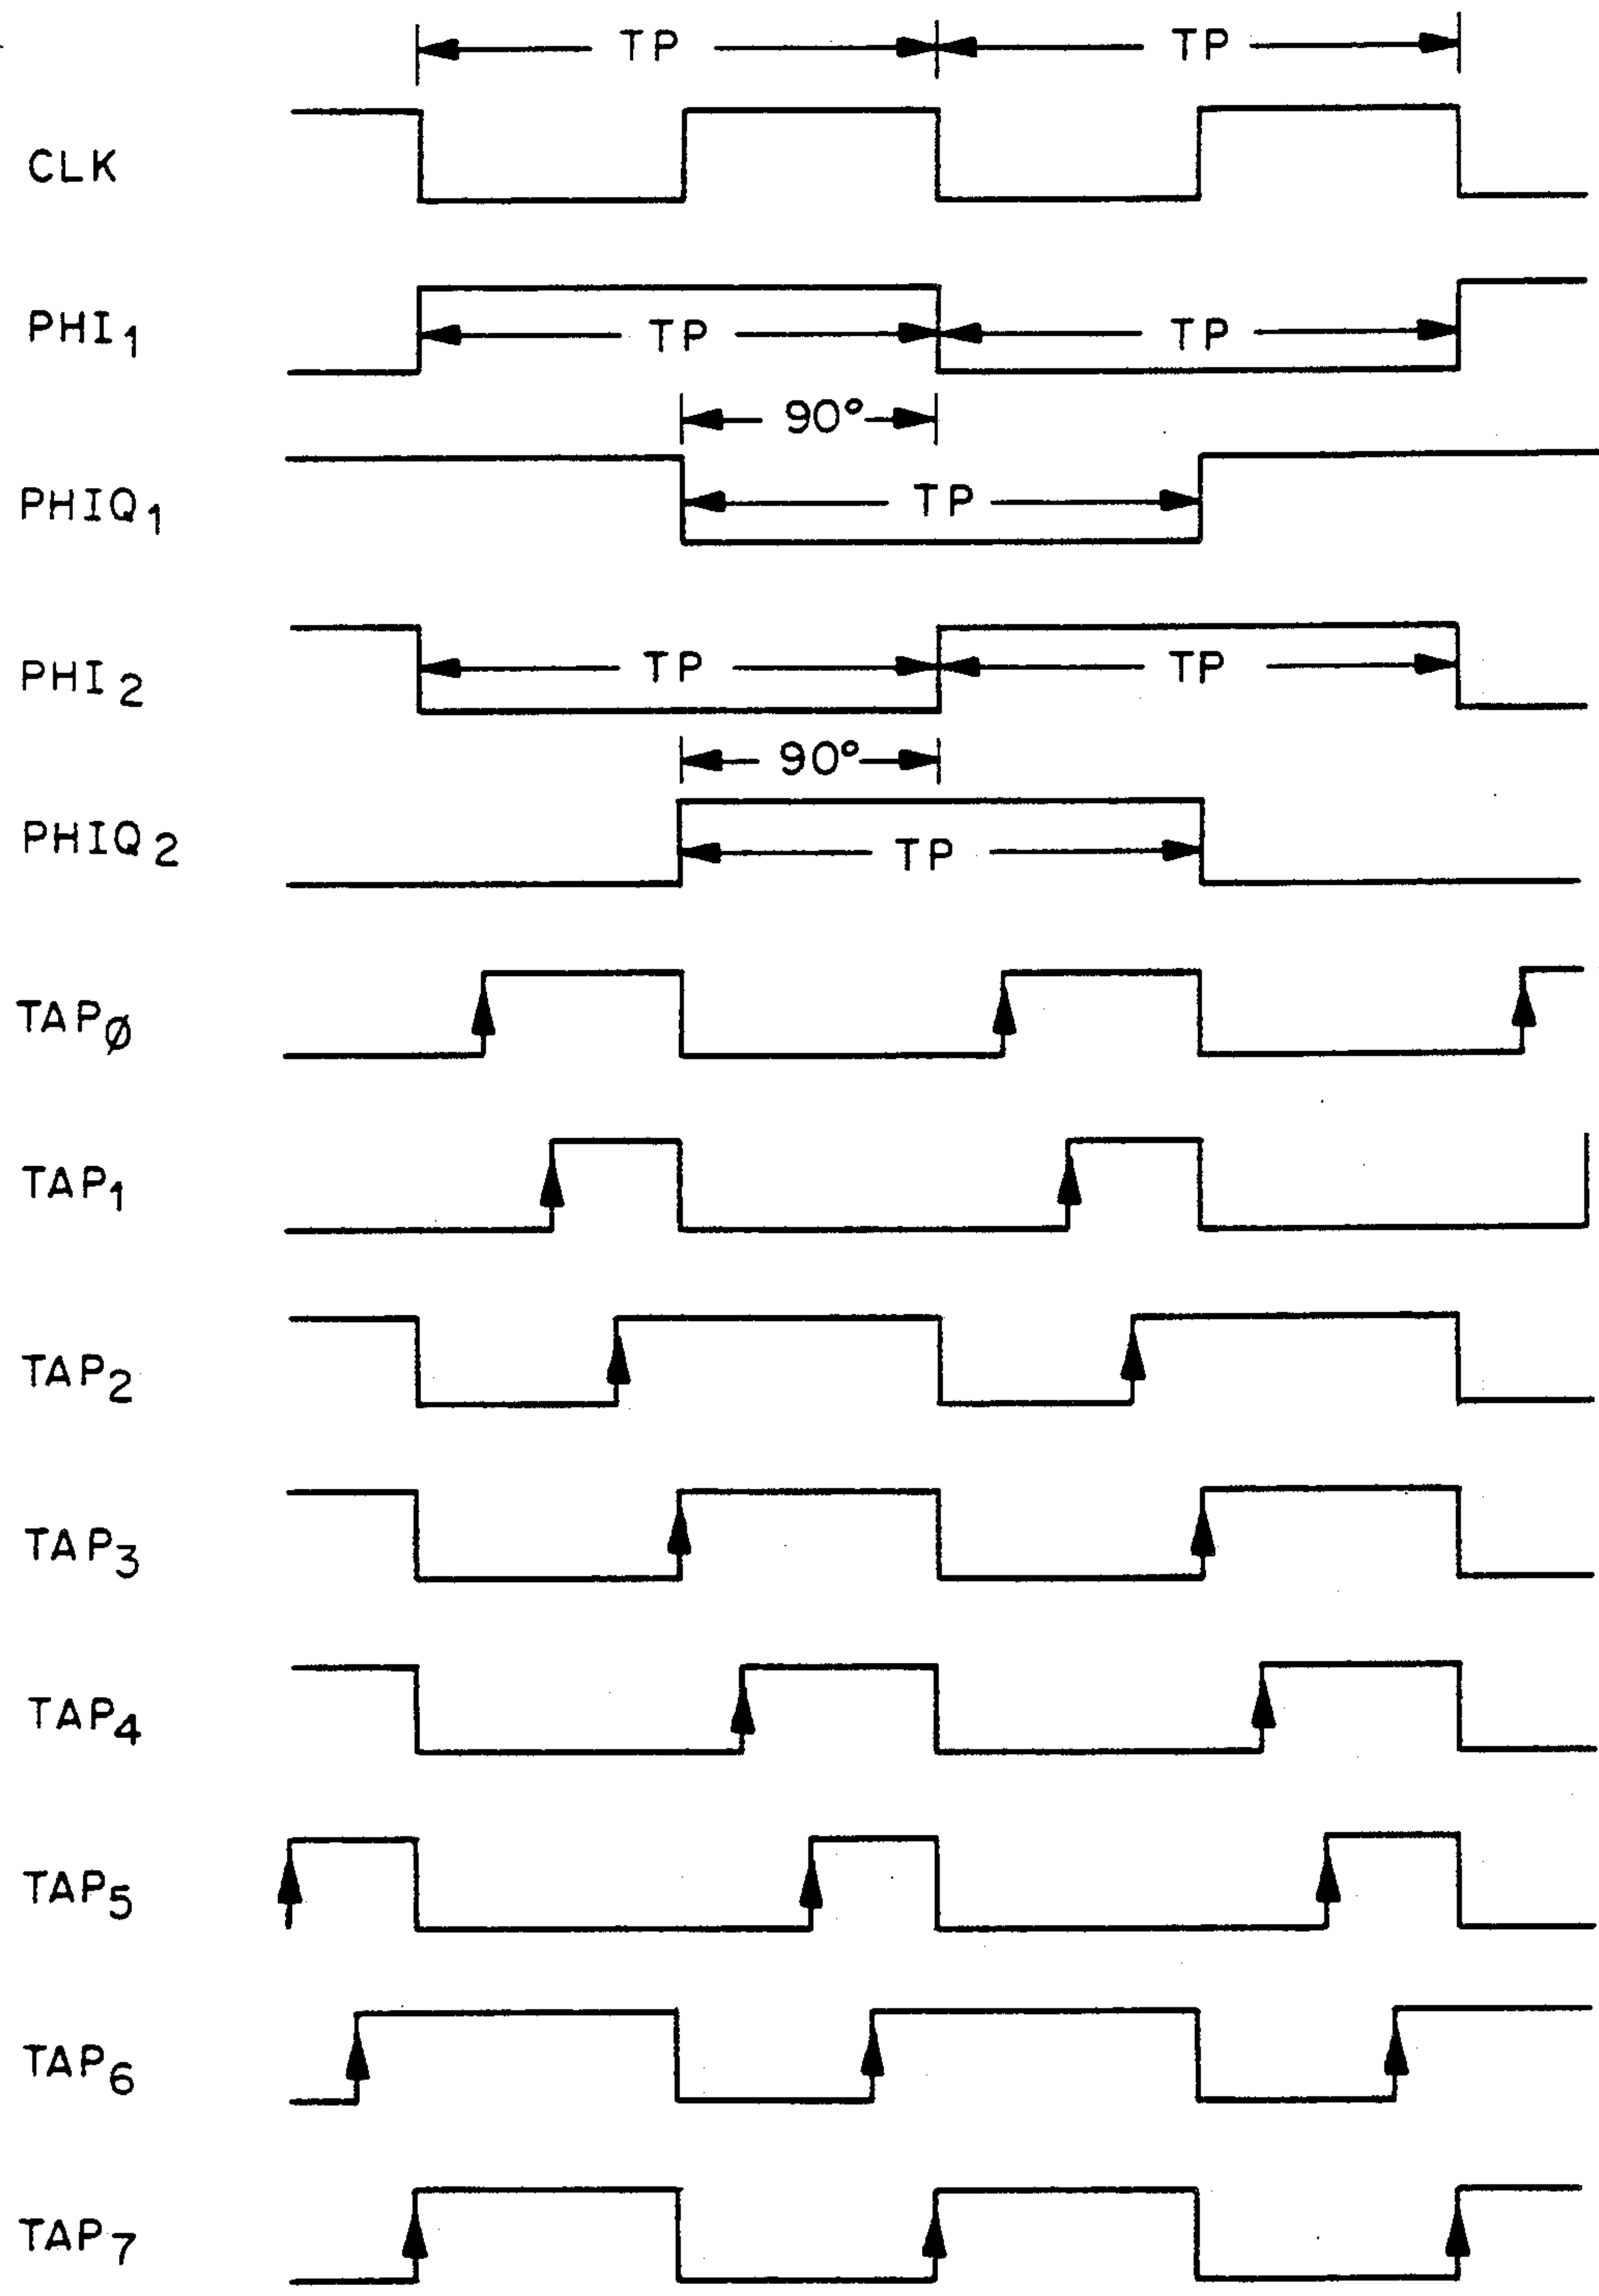 TP TP
CLK
PHI1 TP TP
90°
PHIQ1 TP
PHI2 TP TP
90°
PHIQ2 TP
TAPØ
TAP1
TAP2
TAP3
TAP4
TAP5
TAP6
TAP7